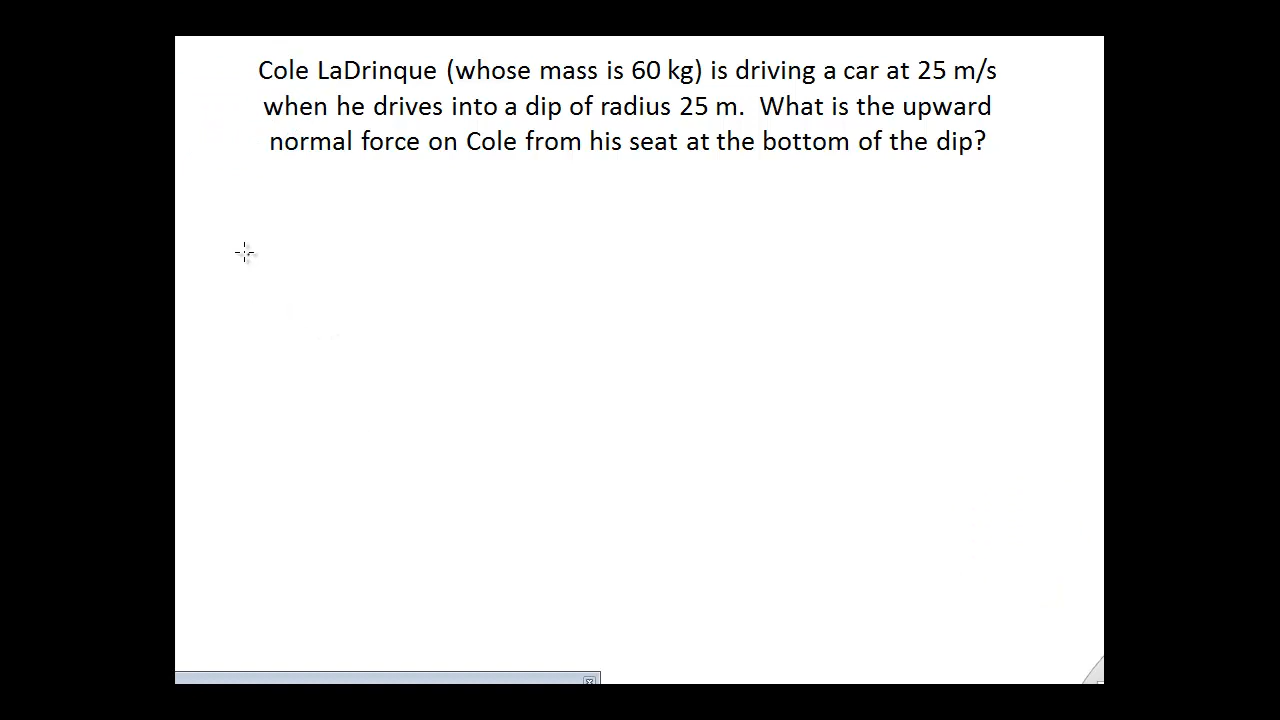 Cole LaDrinque (whose mass is 60 kg) is driving a car at 25 m/s
when he drives into a dip of radius 25 m.  What is the upward
normal force on Cole from his seat at the bottom of the dip?